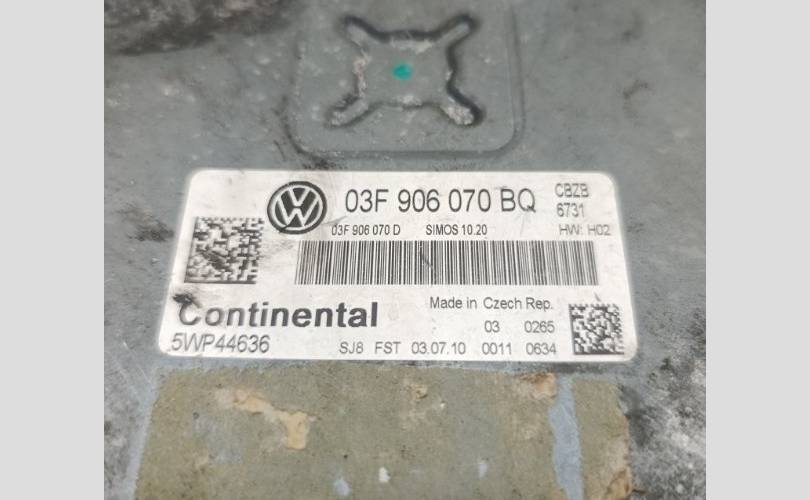 03F 906 070 BQ CBZB
6731
03F 906 070 D SIMOS 10.20 HW: H02
Continental Made in Czech Rep.
03 0265
5WP44636 SJ8 FST 03.07.10 0011 0634